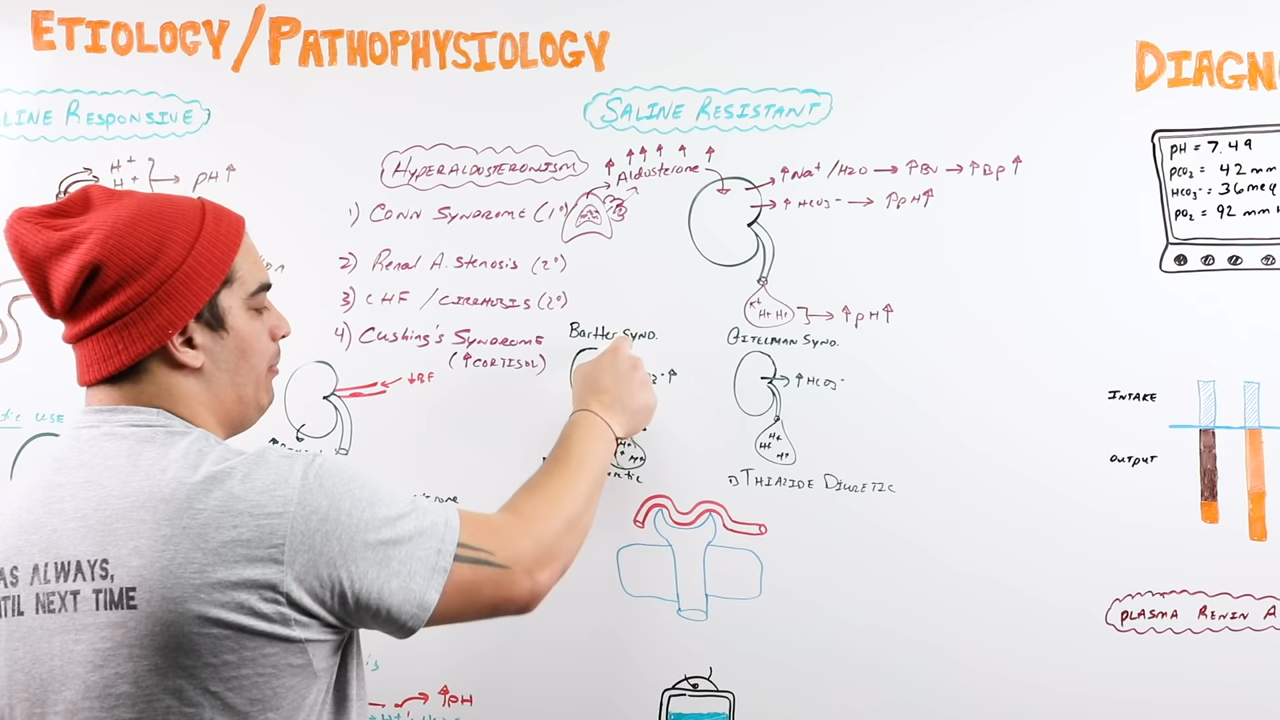 ETIOLOGY/PATHOPHYSIOLOGY
DIAGN
LINE RESPONSIVE
SALINE RESISTANT
H+
H+
→ pH↑
HYPERALDOSTERONISM
↑ ↑↑↑ ↑ ↑
Aldosterone
1) CONN SYNDROME (1°)
2) Renal A. Stenosis (2°)
3) CHF / CIRRHOSIS (2°)
4) Cushing's Syndrome
(↑CORTISOL)
↑Na+/H2O → ↑BV → ↑BP↑
→ ↑HCO3- → ↑pH↑
K+ H+ H+
→ ↑pH↑
Bartter SYND.
GITELMAN SYND.
↓BF
→ ↑HCO3-
H+
H+
H+
H+
H+
1) THIAZIDE DIURETIC
pH = 7.49
pCO2 = 42 mm
HCO3- = 36 meq
pO2 = 92 mm H
INTAKE
OUTPUT
PLASMA RENIN A
tic USE
AS ALWAYS,
TIL NEXT TIME
→ ↑pH